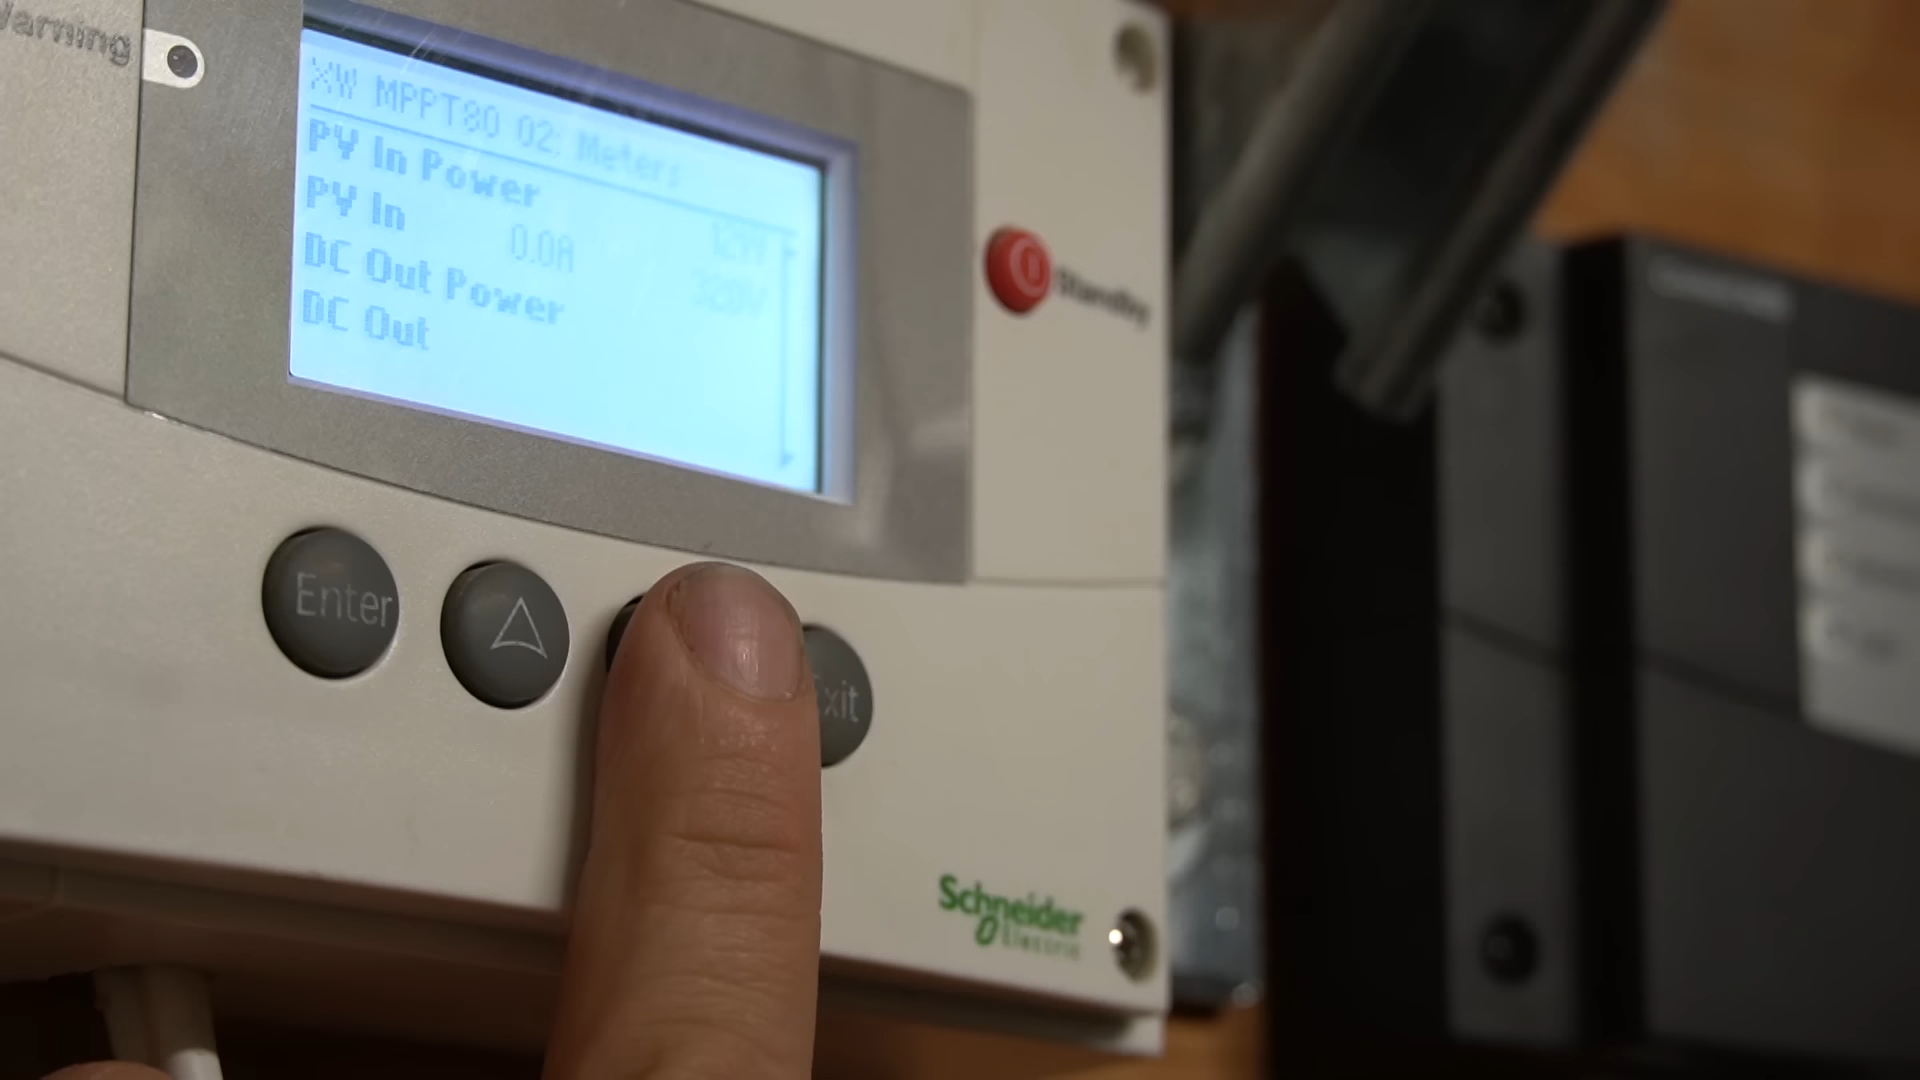 Warning
XW MPPT80 02: Meters
PV In Power
PV In 0.0A
DC Out Power
DC Out
Standby
Enter
Exit
Schneider
Electric